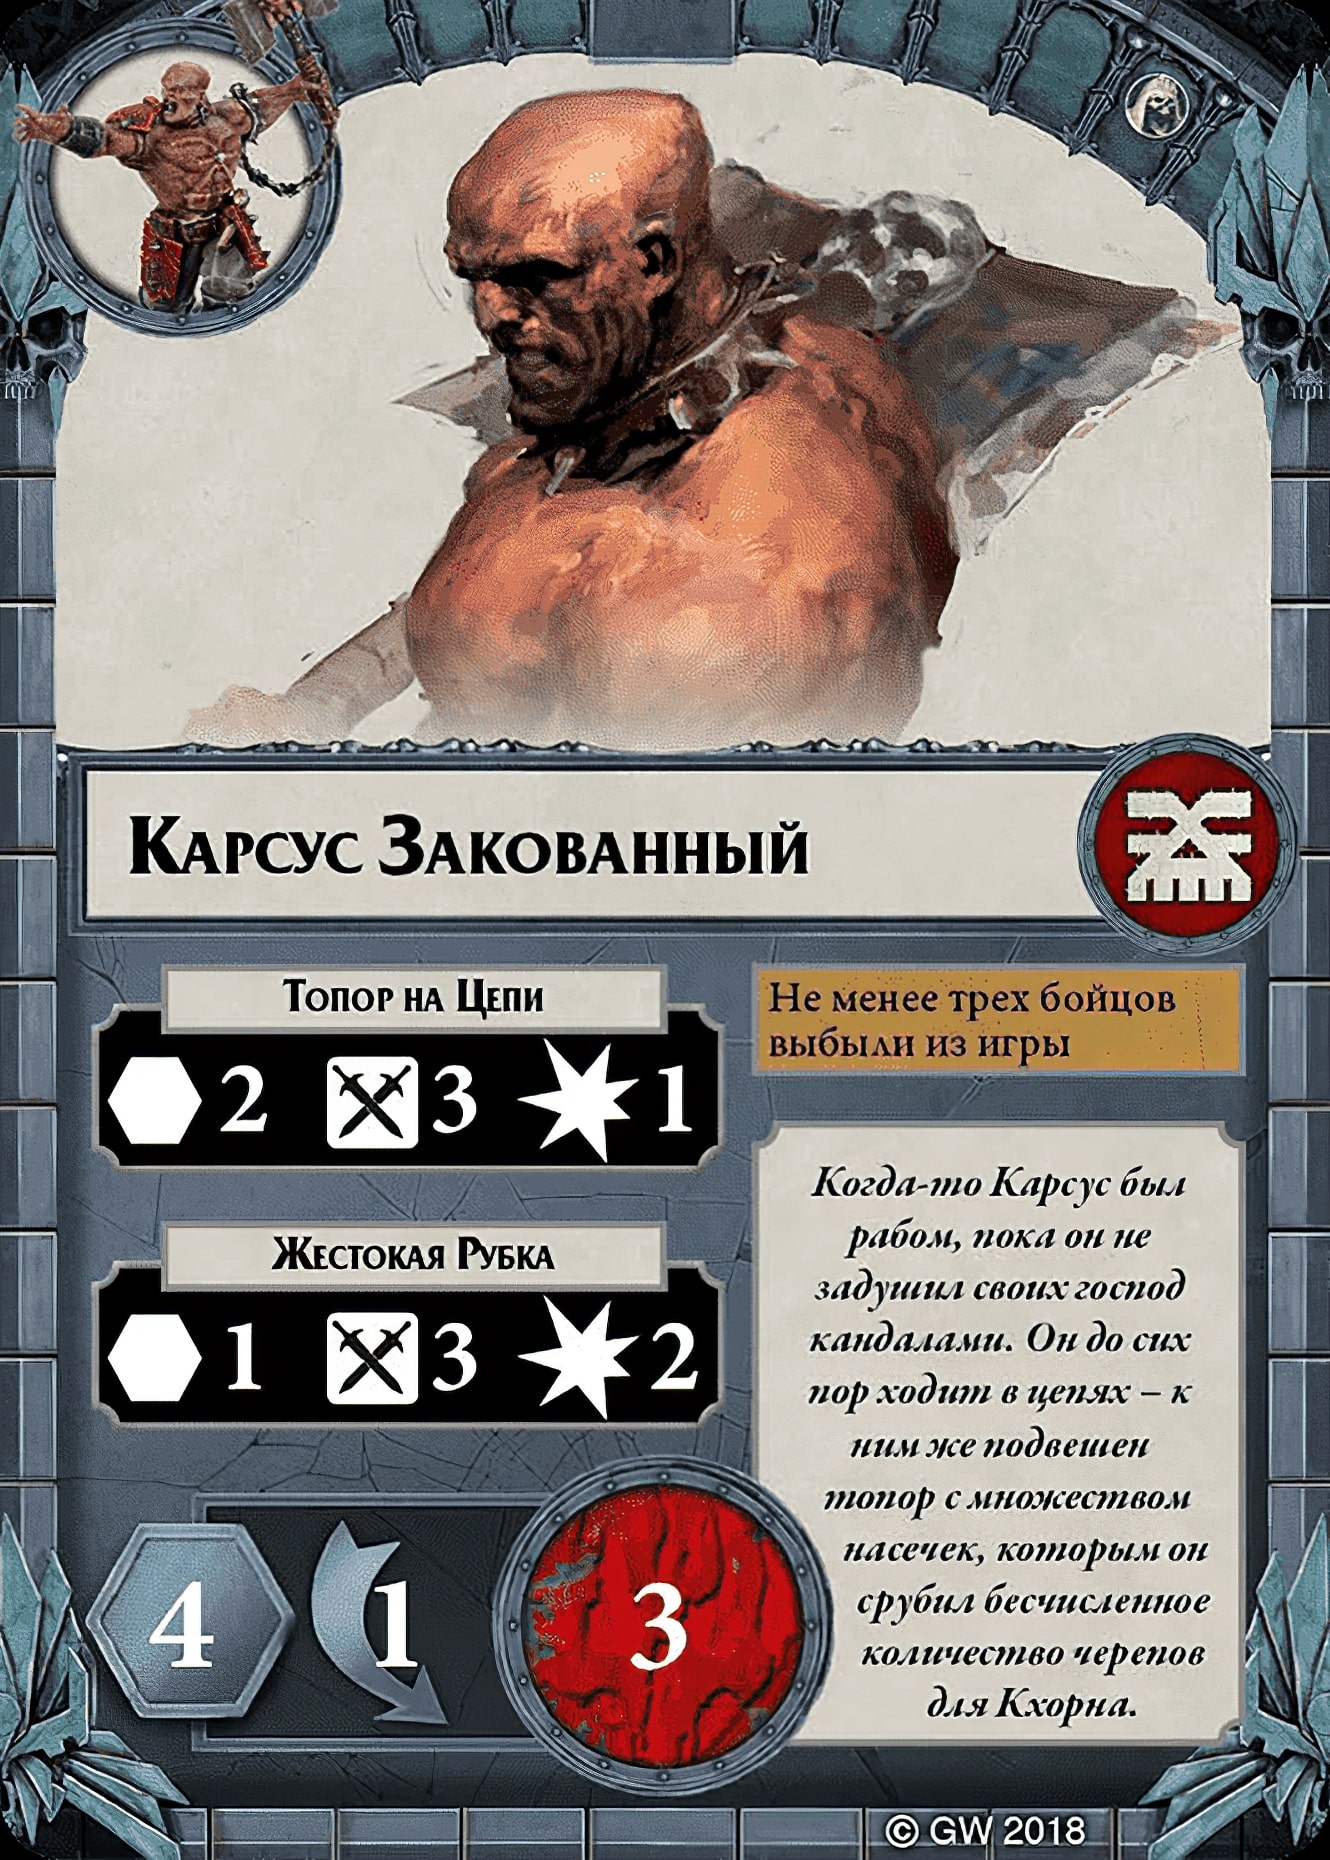 Карсус Закованный
Топор на Цепи
2 3 1
Жестокая Рубка
1 3 2
4 1 3
Не менее трех бойцов
выбыли из игры
Когда-то Карсус был
рабом, пока он не
задушил своих господ
кандалами. Он до сих
пор ходит в цепях – к
ним же подвешен
топор с множеством
насечек, которым он
срубил бесчисленное
количество черепов
для Кхорна.
© GW 2018